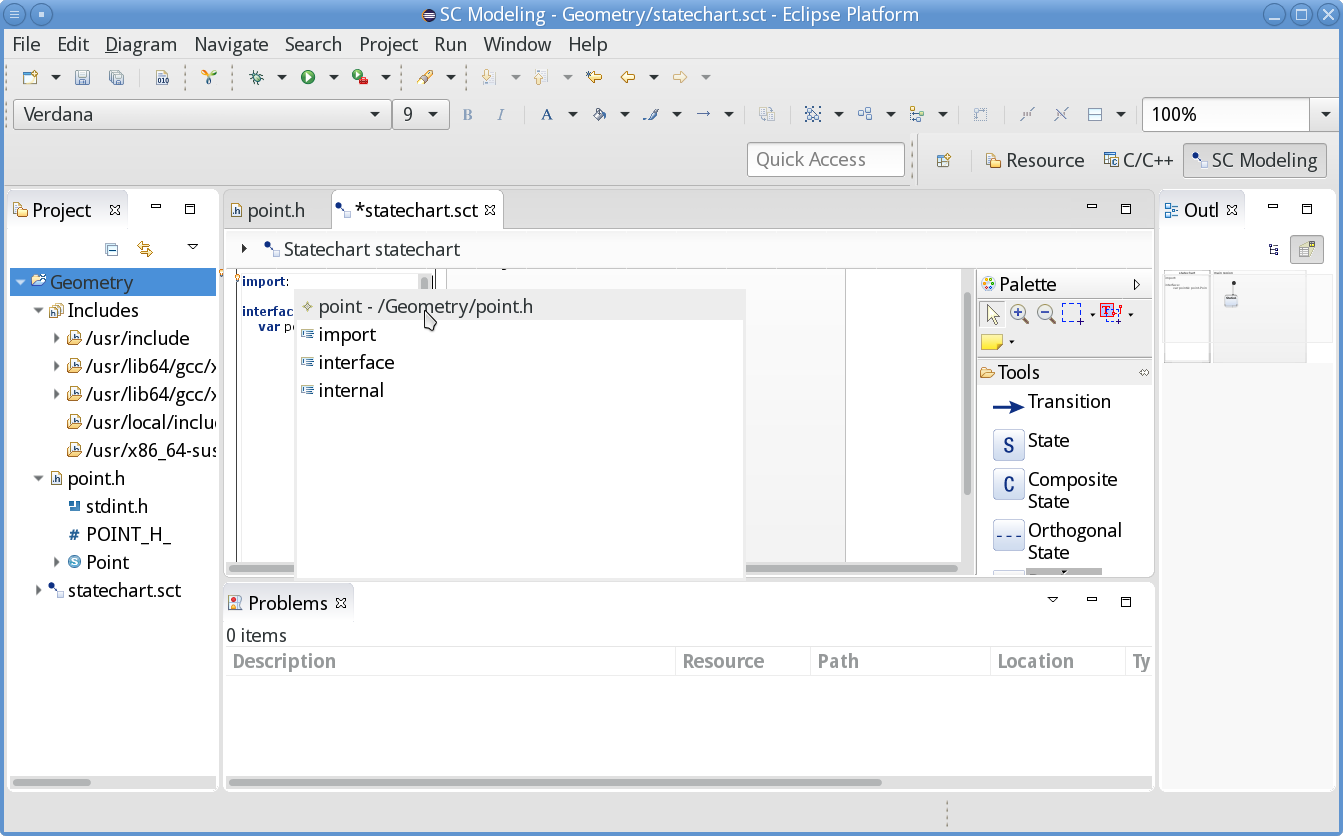 SC Modeling - Geometry/statechart.sct - Eclipse Platform
File Edit Diagram Navigate Search Project Run Window Help
010
Verdana 9 B I A 100%
Quick Access Resource C/C++ SC Modeling
Project point.h *statechart.sct Outl
Statechart statechart
Geometry
Includes
/usr/include
/usr/lib64/gcc/x
/usr/lib64/gcc/x
/usr/local/inclu
/usr/x86_64-sus
point.h
stdint.h
# POINT_H_
Point
statechart.sct
import:
interfac
var po
point - /Geometry/point.h
import
interface
internal
Palette
Tools
Transition
S State
C Composite State
Orthogonal State
Problems
0 items
Description Resource Path Location Ty